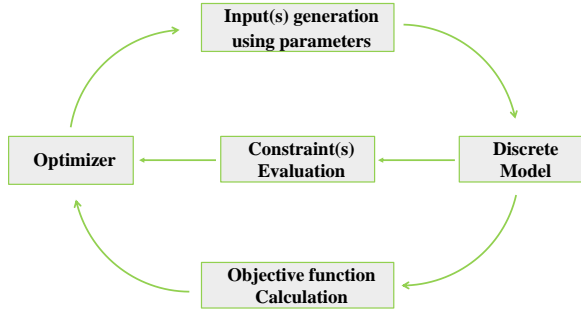 Input(s) generation
using parameters
Optimizer
Constraint(s)
Evaluation
Discrete
Model
Objective function
Calculation